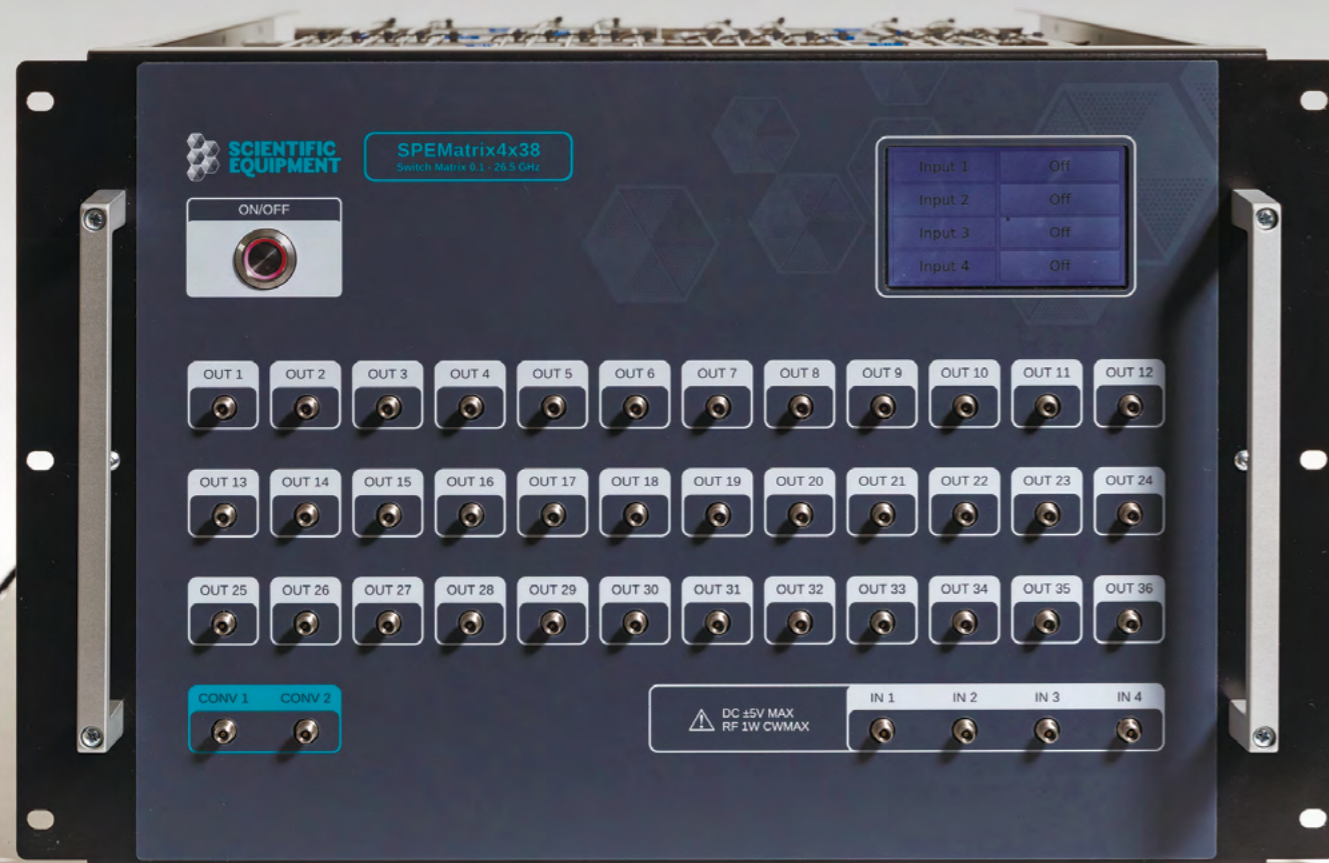 SCIENTIFIC
EQUIPMENT
SPEMatrix4x38
Switch Matrix 0.1 - 26.5 GHz
ON/OFF
Input 1 Off
Input 2 Off
Input 3 Off
Input 4 Off
OUT 1 OUT 2 OUT 3 OUT 4 OUT 5 OUT 6 OUT 7 OUT 8 OUT 9 OUT 10 OUT 11 OUT 12
OUT 13 OUT 14 OUT 15 OUT 16 OUT 17 OUT 18 OUT 19 OUT 20 OUT 21 OUT 22 OUT 23 OUT 24
OUT 25 OUT 26 OUT 27 OUT 28 OUT 29 OUT 30 OUT 31 OUT 32 OUT 33 OUT 34 OUT 35 OUT 36
CONV 1 CONV 2
DC ±5V MAX
RF 1W CWMAX
IN 1 IN 2 IN 3 IN 4